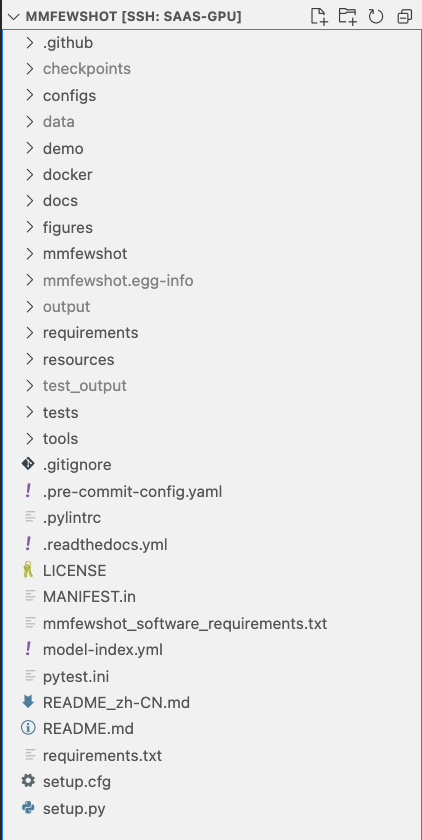 MMFEWSHOT [SSH: SAAS-GPU]
.github
checkpoints
configs
data
demo
docker
docs
figures
mmfewshot
mmfewshot.egg-info
output
requirements
resources
test_output
tests
tools
.gitignore
.pre-commit-config.yaml
.pylintrc
.readthedocs.yml
LICENSE
MANIFEST.in
mmfewshot_software_requirements.txt
model-index.yml
pytest.ini
README_zh-CN.md
README.md
requirements.txt
setup.cfg
setup.py